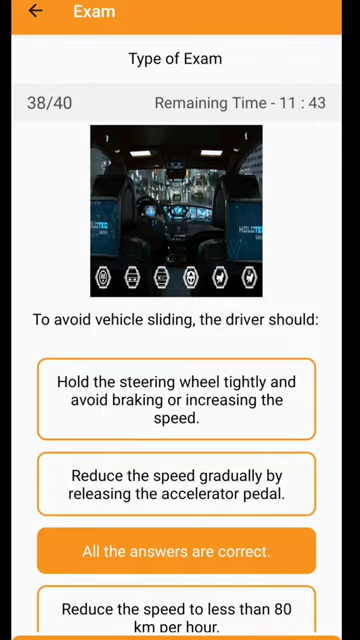 Exam
Type of Exam
38/40
Remaining Time - 11 : 43
HOLOTEQ
To avoid vehicle sliding, the driver should:
Hold the steering wheel tightly and
avoid braking or increasing the
speed.
Reduce the speed gradually by
releasing the accelerator pedal.
All the answers are correct.
Reduce the speed to less than 80
km per hour.